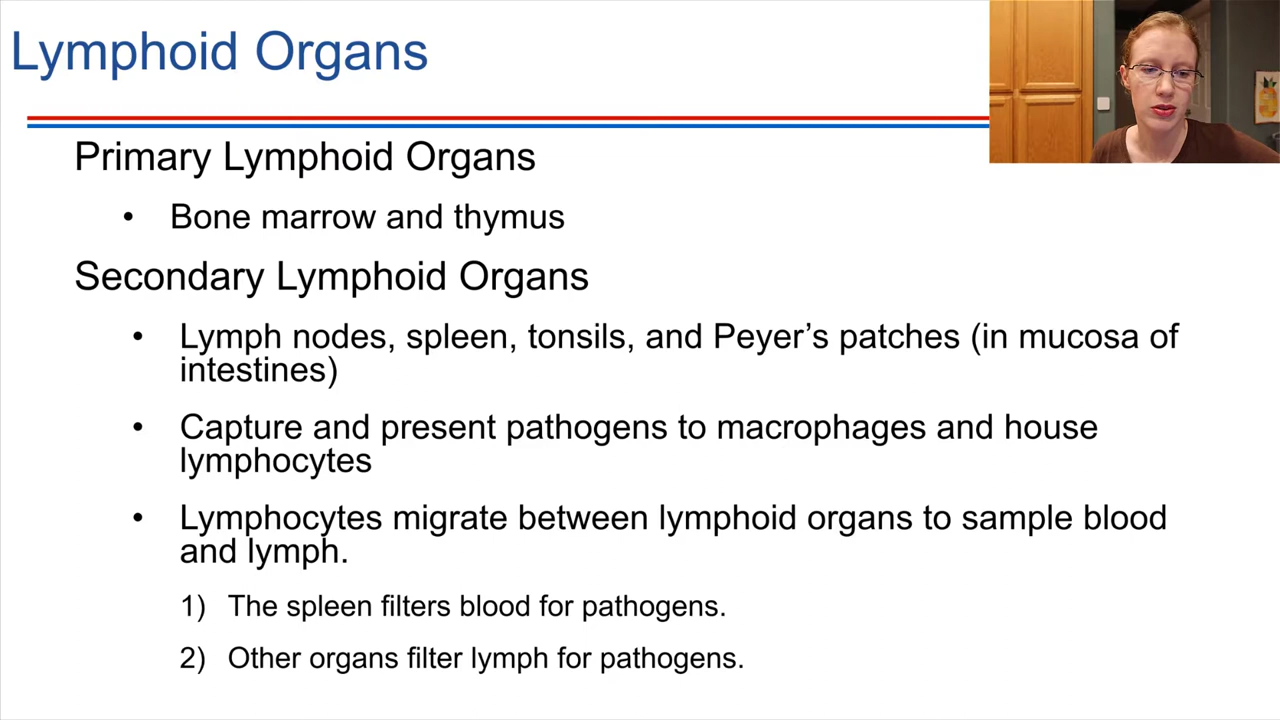 Lymphoid Organs
Primary Lymphoid Organs
• Bone marrow and thymus
Secondary Lymphoid Organs
• Lymph nodes, spleen, tonsils, and Peyer’s patches (in mucosa of
intestines)
• Capture and present pathogens to macrophages and house
lymphocytes
• Lymphocytes migrate between lymphoid organs to sample blood
and lymph.
1) The spleen filters blood for pathogens.
2) Other organs filter lymph for pathogens.